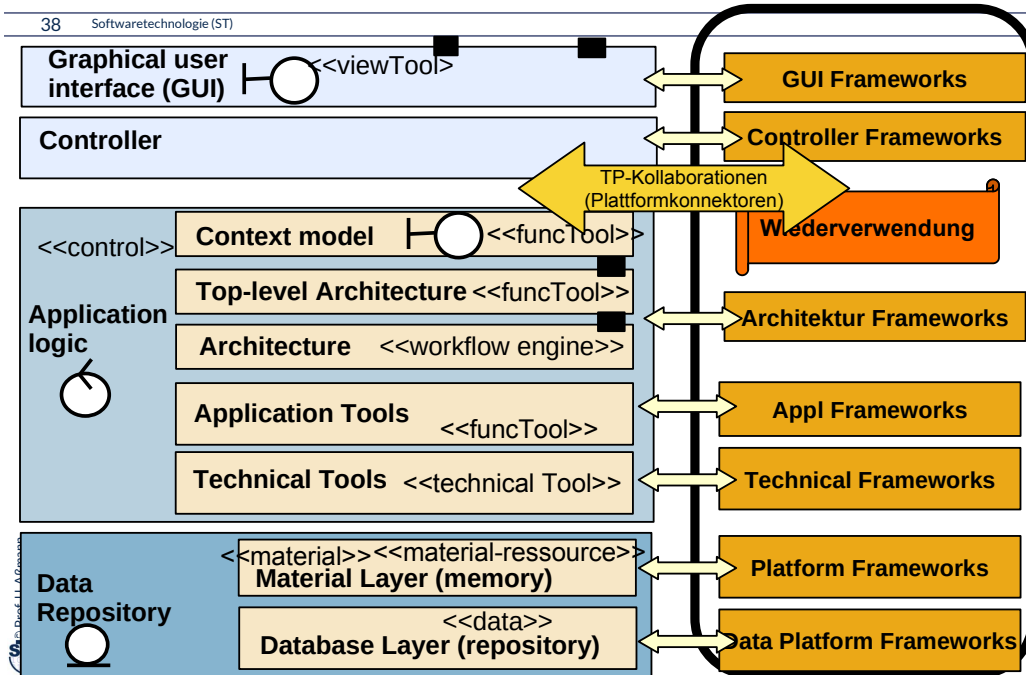 38 Softwaretechnologie (ST)
Graphical user
interface (GUI)
<<viewTool>
GUI Frameworks
Controller
Controller Frameworks
TP-Kollaborationen
(Plattformkonnektoren)
Wiederverwendung
<<control>>
Context model
<<funcTool>>
Top-level Architecture <<funcTool>>
Application
logic
Architektur Frameworks
Architecture <<workflow engine>>
Application Tools
<<funcTool>>
Appl Frameworks
Technical Tools <<technical Tool>>
Technical Frameworks
<<material>> <<material-ressource>>
Material Layer (memory)
Platform Frameworks
Data
Repository
<<data>>
Database Layer (repository)
Data Platform Frameworks